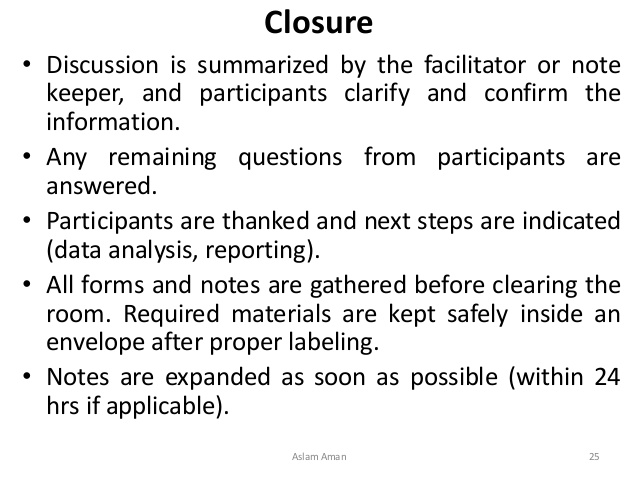 Closure
• Discussion is summarized by the facilitator or note
keeper, and participants clarify and confirm the
information.
• Any remaining questions from participants are
answered.
• Participants are thanked and next steps are indicated
(data analysis, reporting).
• All forms and notes are gathered before clearing the
room. Required materials are kept safely inside an
envelope after proper labeling.
• Notes are expanded as soon as possible (within 24
hrs if applicable).
Aslam Aman
25